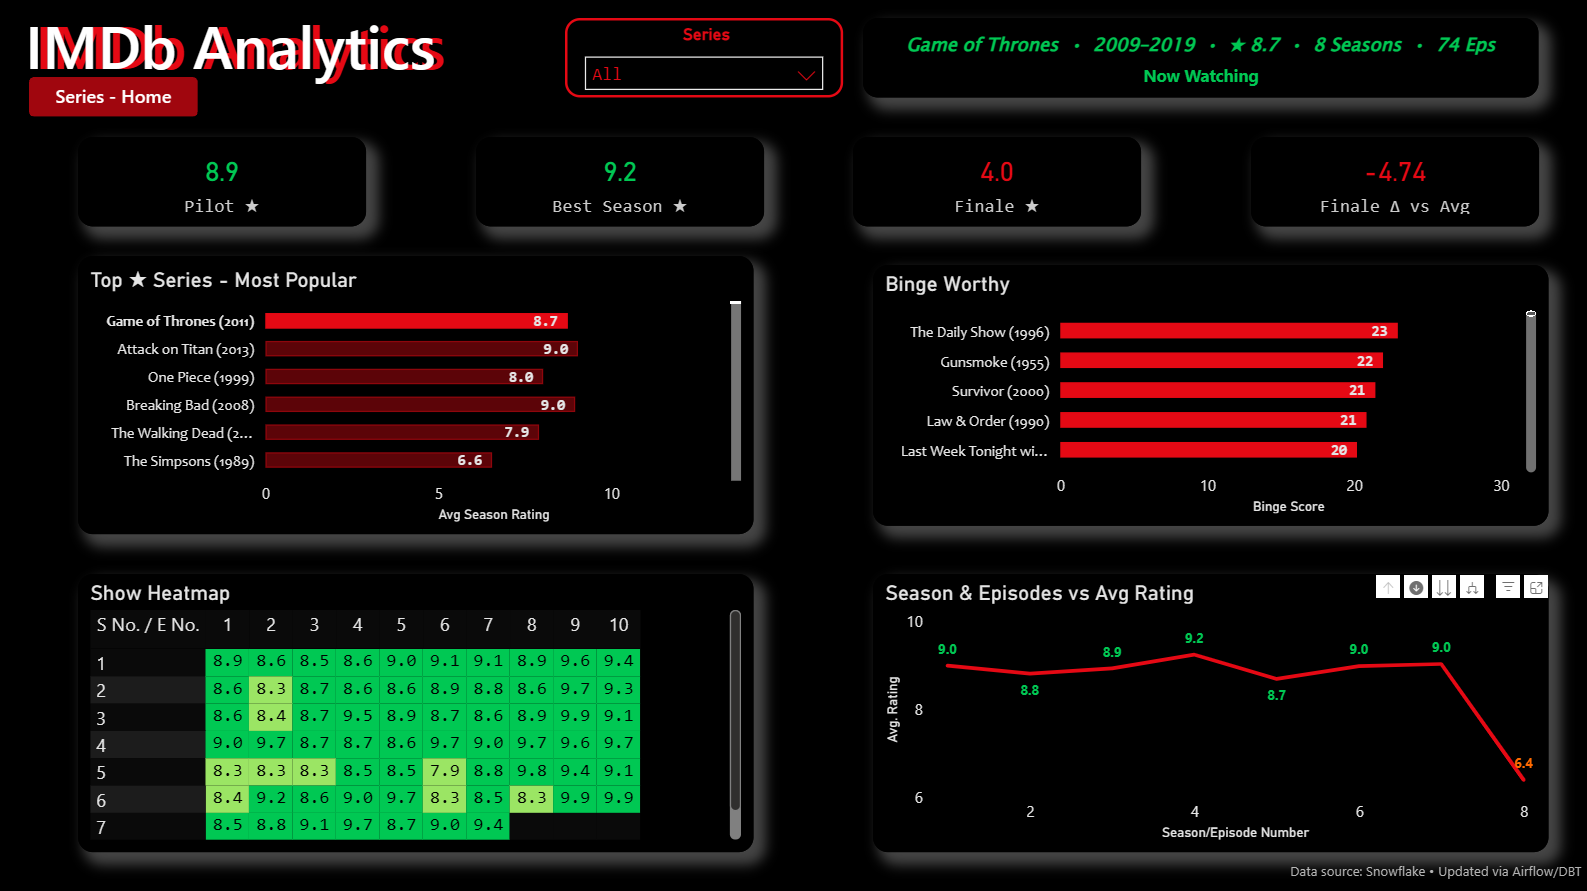 IMDb Analytics
Series - Home
Series
All
Game of Thrones • 2009–2019 • ★ 8.7 • 8 Seasons • 74 Eps
Now Watching
8.9
Pilot ★
9.2
Best Season ★
4.0
Finale ★
-4.74
Finale Δ vs Avg
Top ★ Series - Most Popular
Game of Thrones (2011) 8.7
Attack on Titan (2013) 9.0
One Piece (1999) 8.0
Breaking Bad (2008) 9.0
The Walking Dead (2... 7.9
The Simpsons (1989) 6.6
0 5 10
Avg Season Rating
Binge Worthy
The Daily Show (1996) 23
Gunsmoke (1955) 22
Survivor (2000) 21
Law & Order (1990) 21
Last Week Tonight wi... 20
0 10 20 30
Binge Score
Show Heatmap
S No. / E No. 1 2 3 4 5 6 7 8 9 10
1 8.9 8.6 8.5 8.6 9.0 9.1 9.1 8.9 9.6 9.4
2 8.6 8.3 8.7 8.6 8.6 8.9 8.8 8.6 9.7 9.3
3 8.6 8.4 8.7 9.5 8.9 8.7 8.6 8.9 9.9 9.1
4 9.0 9.7 8.7 8.7 8.6 9.7 9.0 9.7 9.6 9.7
5 8.3 8.3 8.3 8.5 8.5 7.9 8.8 9.8 9.4 9.1
6 8.4 9.2 8.6 9.0 9.7 8.3 8.5 8.3 9.9 9.9
7 8.5 8.8 9.1 9.7 8.7 9.0 9.4
Season & Episodes vs Avg Rating
Avg. Rating
10
8
6
9.0 8.8 8.9 9.2 8.7 9.0 9.0 6.4
2 4 6 8
Season/Episode Number
Data source: Snowflake • Updated via Airflow/DBT